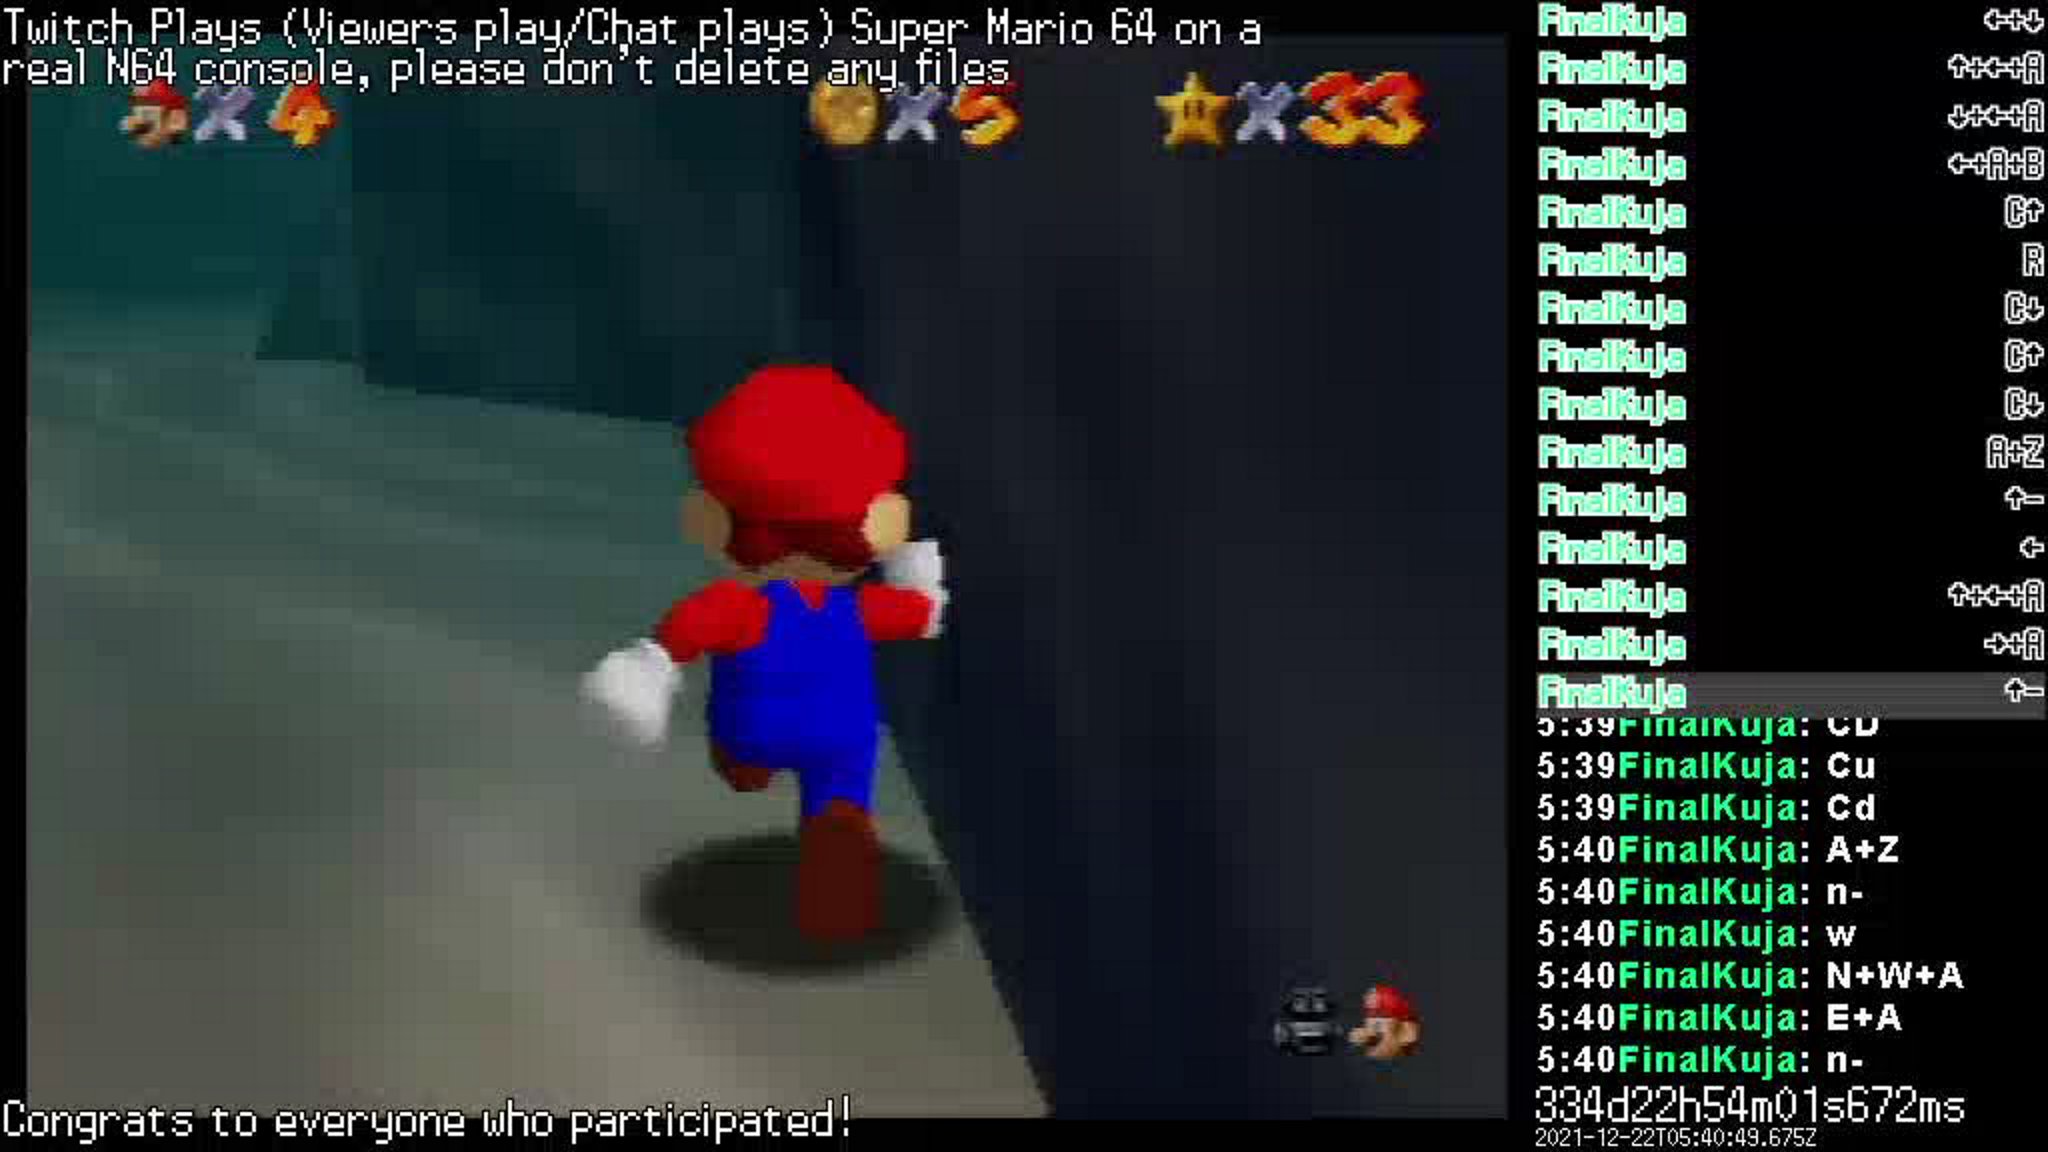 Twitch Plays (Viewers play/Chat plays) Super Mario 64 on a
real N64 console, please don't delete any files
x 4
x 5
x 33
FinalKuja ←+↓
FinalKuja ↑+←+A
FinalKuja ↓+←+A
FinalKuja ←+A+B
FinalKuja C↑
FinalKuja R
FinalKuja C↓
FinalKuja C↑
FinalKuja C↓
FinalKuja A+Z
FinalKuja ↑-
FinalKuja ←
FinalKuja ↑+←+A
FinalKuja →+A
FinalKuja ↑-
5:39FinalKuja: CD
5:39FinalKuja: Cu
5:39FinalKuja: Cd
5:40FinalKuja: A+Z
5:40FinalKuja: n-
5:40FinalKuja: w
5:40FinalKuja: N+W+A
5:40FinalKuja: E+A
5:40FinalKuja: n-
334d22h54m01s672ms
2021-12-22T05:40:49.675Z
Congrats to everyone who participated!